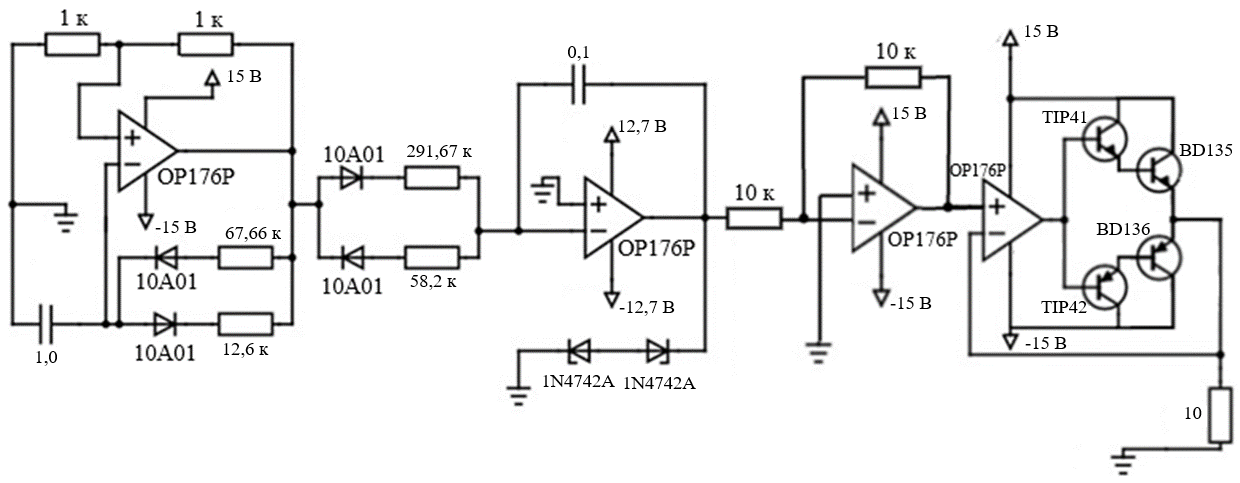 1 к
1 к
15 В
+
−
OP176P
-15 В
67,66 к
10A01
10A01
12,6 к
1,0
10A01
291,67 к
10A01
58,2 к
0,1
12,7 В
+
−
OP176P
-12,7 В
1N4742A
1N4742A
10 к
10 к
15 В
+
−
OP176P
-15 В
15 В
OP176P
+
−
-15 В
TIP41
BD135
BD136
TIP42
10